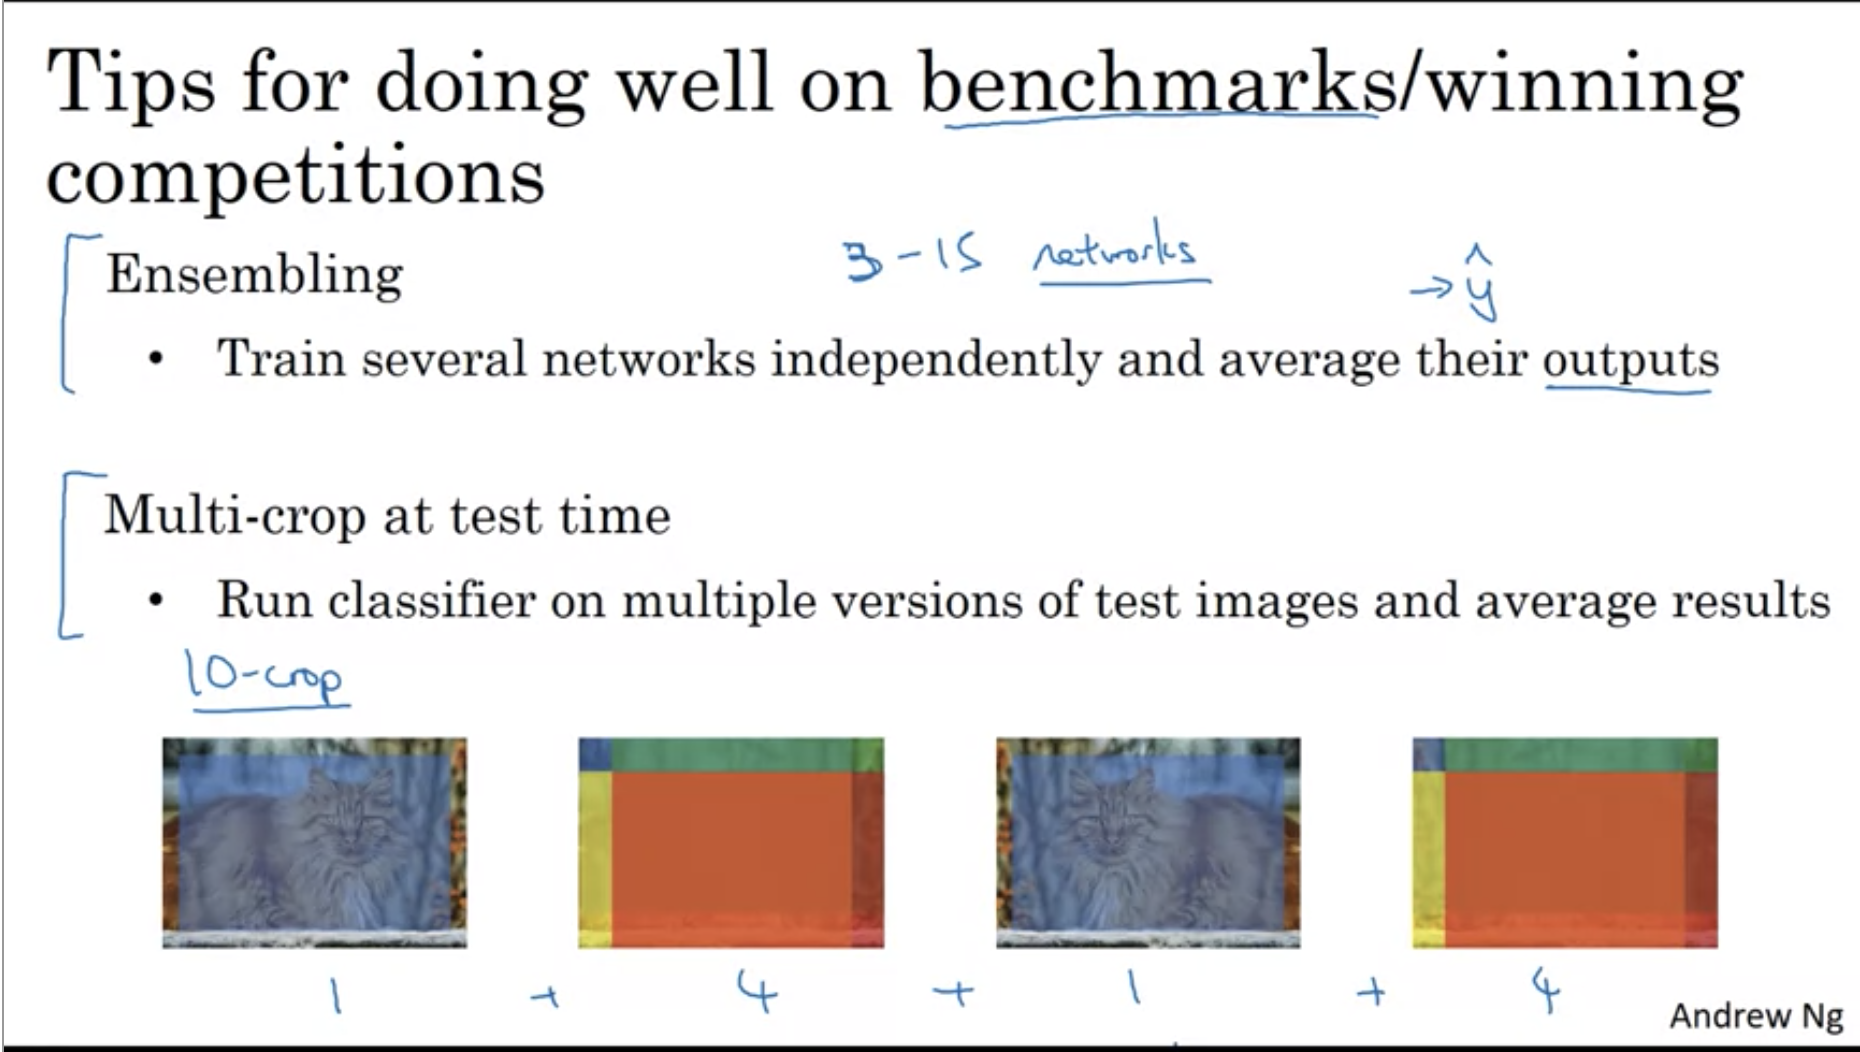 Tips for doing well on benchmarks/winning
competitions
Ensembling
3-15 networks
→ ŷ
• Train several networks independently and average their outputs
Multi-crop at test time
• Run classifier on multiple versions of test images and average results
10-crop
1 + 4 + 1 + 4
Andrew Ng